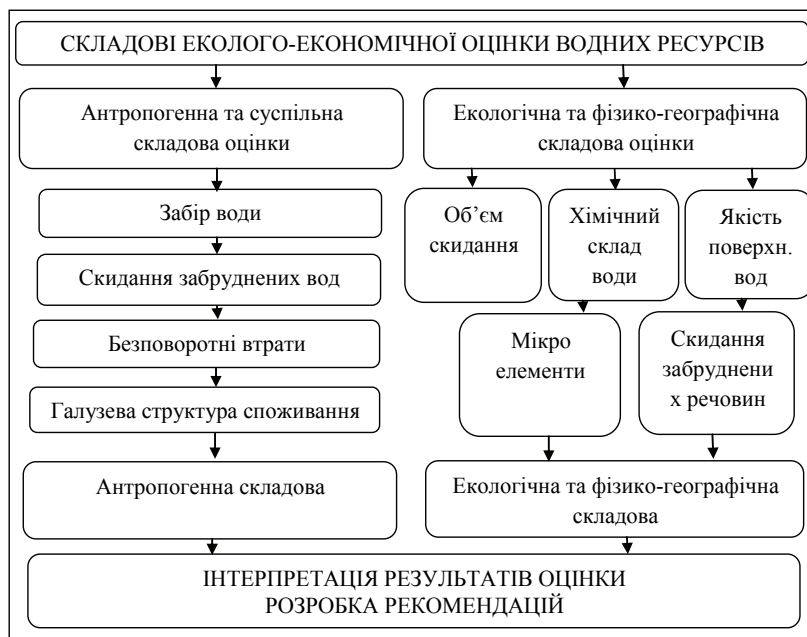 СКЛАДОВІ ЕКОЛОГО-ЕКОНОМІЧНОЇ ОЦІНКИ ВОДНИХ РЕСУРСІВ
Антропогенна та суспільна
складова оцінки
Екологічна та фізико-географічна
складова оцінки
Забір води
Скидання забруднених вод
Безповоротні втрати
Галузева структура споживання
Антропогенна складова
Об’єм
скидання
Хімічний
склад
води
Якість
поверхн.
вод
Мікро
елементи
Скидання
забруднени
х речовин
Екологічна та фізико-географічна
складова
ІНТЕРПРЕТАЦІЯ РЕЗУЛЬТАТІВ ОЦІНКИ
РОЗРОБКА РЕКОМЕНДАЦІЙ